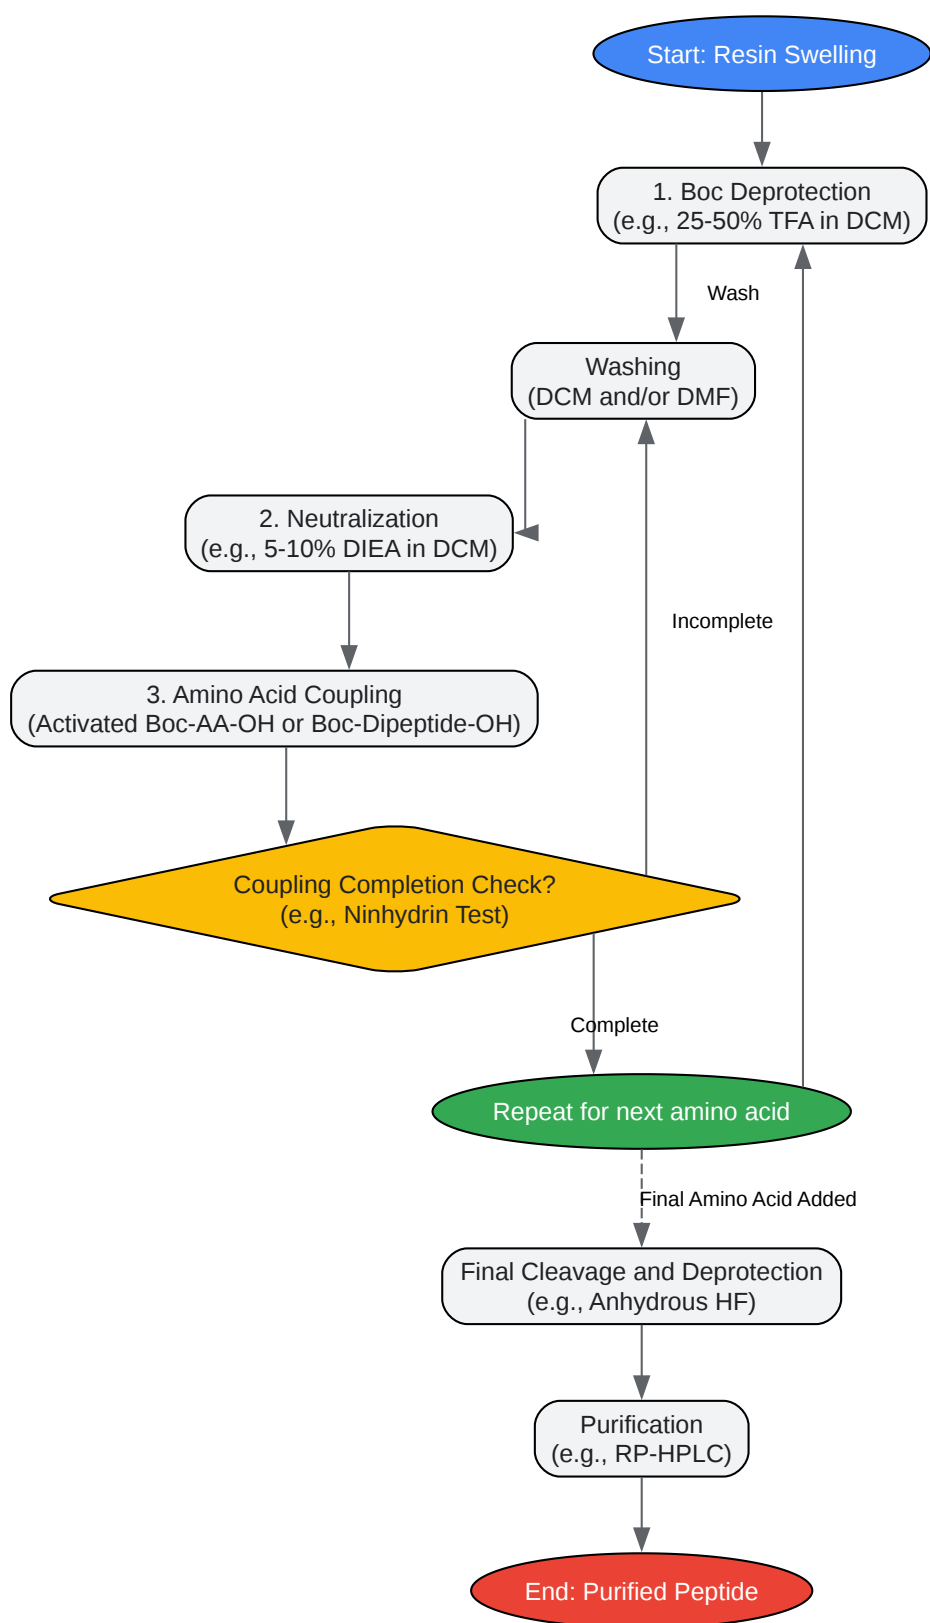 Start: Resin Swelling
1. Boc Deprotection
(e.g., 25-50% TFA in DCM)
Wash
Washing
(DCM and/or DMF)
2. Neutralization
(e.g., 5-10% DIEA in DCM)
Incomplete
3. Amino Acid Coupling
(Activated Boc-AA-OH or Boc-Dipeptide-OH)
Coupling Completion Check?
(e.g., Ninhydrin Test)
Complete
Repeat for next amino acid
Final Amino Acid Added
Final Cleavage and Deprotection
(e.g., Anhydrous HF)
Purification
(e.g., RP-HPLC)
End: Purified Peptide